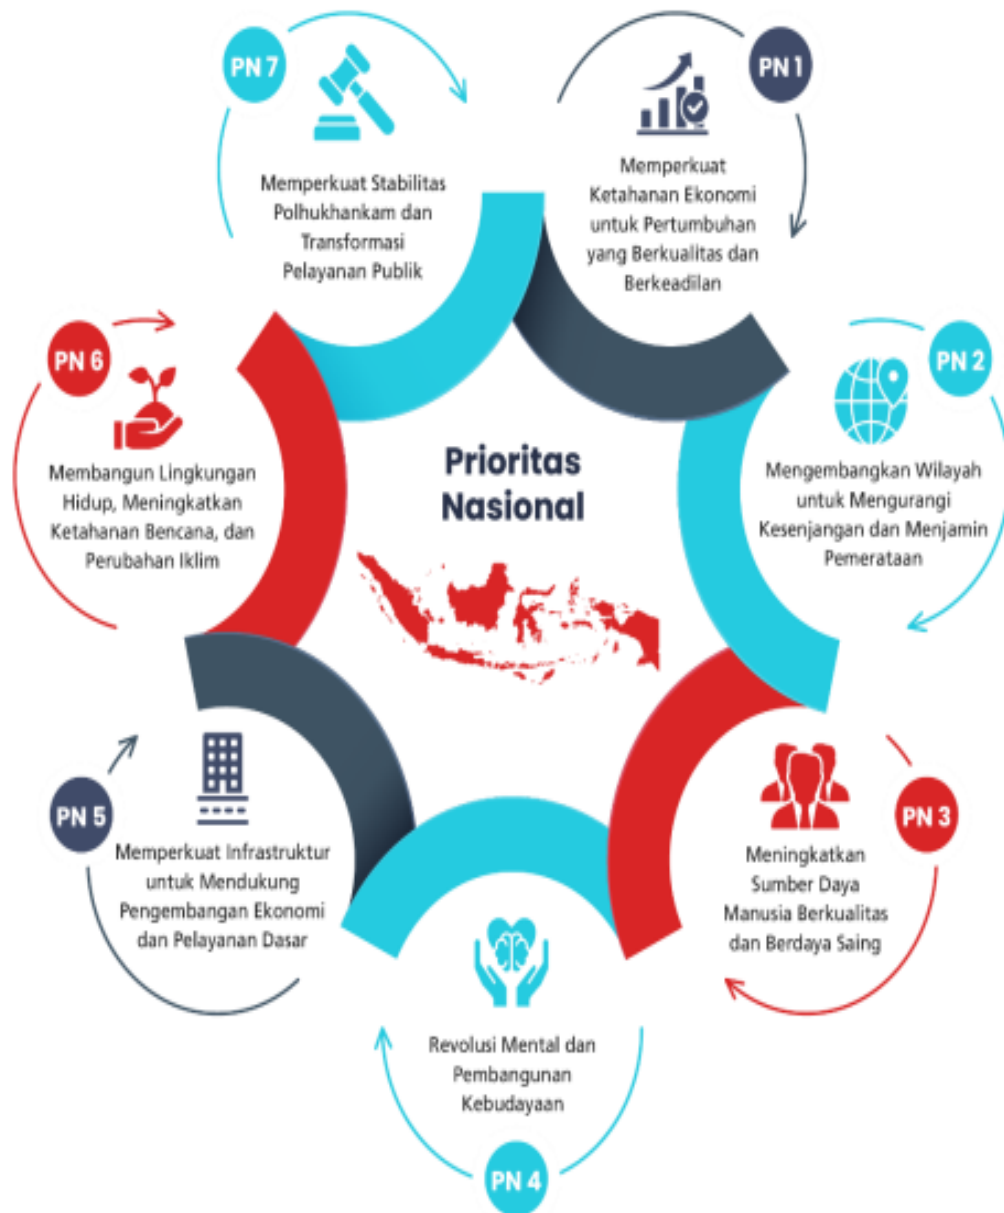 Prioritas
Nasional
PN 1
Memperkuat
Ketahanan Ekonomi
untuk Pertumbuhan
yang Berkualitas dan
Berkeadilan
PN 2
Mengembangkan Wilayah
untuk Mengurangi
Kesenjangan dan Menjamin
Pemerataan
PN 3
Meningkatkan
Sumber Daya
Manusia Berkualitas
dan Berdaya Saing
PN 4
Revolusi Mental dan
Pembangunan
Kebudayaan
PN 5
Memperkuat Infrastruktur
untuk Mendukung
Pengembangan Ekonomi
dan Pelayanan Dasar
PN 6
Membangun Lingkungan
Hidup, Meningkatkan
Ketahanan Bencana, dan
Perubahan Iklim
PN 7
Memperkuat Stabilitas
Polhukhankam dan
Transformasi
Pelayanan Publik